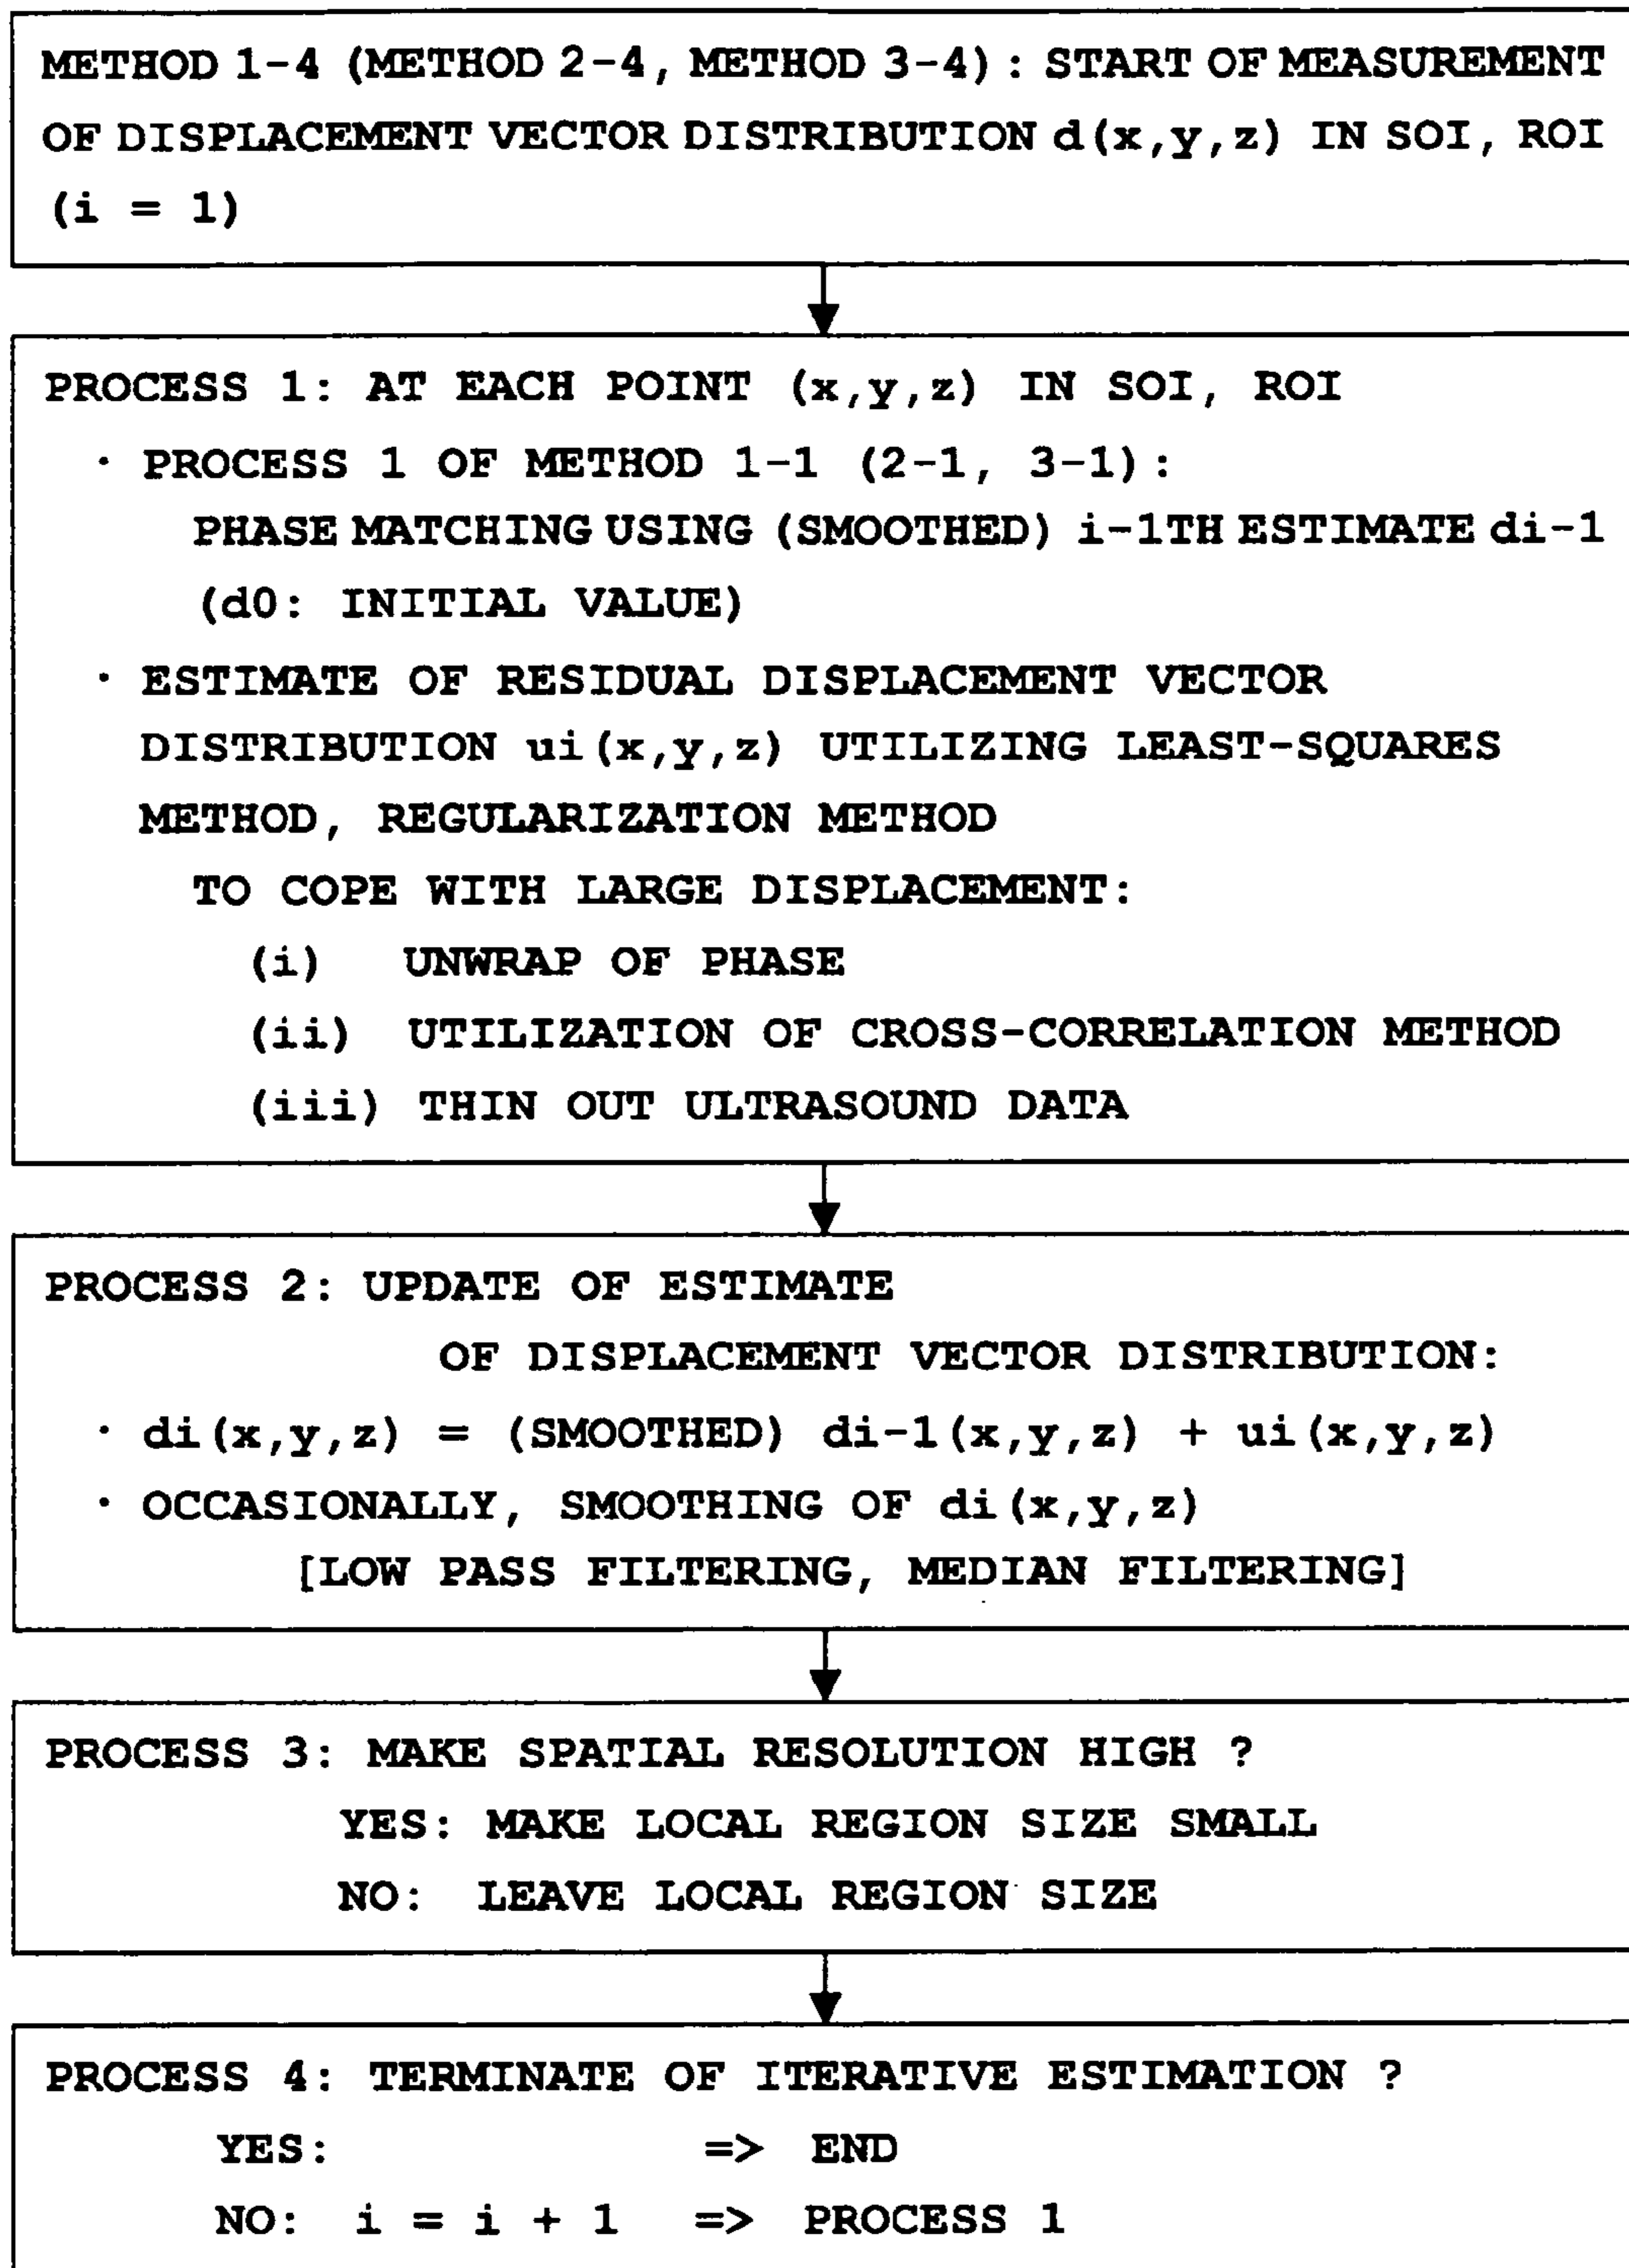 METHOD 1-4 (METHOD 2-4, METHOD 3-4): START OF MEASUREMENT
OF DISPLACEMENT VECTOR DISTRIBUTION d(x,y,z) IN SOI, ROI
(i = 1)
PROCESS 1: AT EACH POINT (x,y,z) IN SOI, ROI
· PROCESS 1 OF METHOD 1-1 (2-1, 3-1):
PHASE MATCHING USING (SMOOTHED) i-1TH ESTIMATE di-1
(d0: INITIAL VALUE)
· ESTIMATE OF RESIDUAL DISPLACEMENT VECTOR
DISTRIBUTION ui(x,y,z) UTILIZING LEAST-SQUARES
METHOD, REGULARIZATION METHOD
TO COPE WITH LARGE DISPLACEMENT:
(i) UNWRAP OF PHASE
(ii) UTILIZATION OF CROSS-CORRELATION METHOD
(iii) THIN OUT ULTRASOUND DATA
PROCESS 2: UPDATE OF ESTIMATE
OF DISPLACEMENT VECTOR DISTRIBUTION:
· di(x,y,z) = (SMOOTHED) di-1(x,y,z) + ui(x,y,z)
· OCCASIONALLY, SMOOTHING OF di(x,y,z)
[LOW PASS FILTERING, MEDIAN FILTERING]
PROCESS 3: MAKE SPATIAL RESOLUTION HIGH ?
YES: MAKE LOCAL REGION SIZE SMALL
NO: LEAVE LOCAL REGION SIZE
PROCESS 4: TERMINATE OF ITERATIVE ESTIMATION ?
YES: => END
NO: i = i + 1 => PROCESS 1